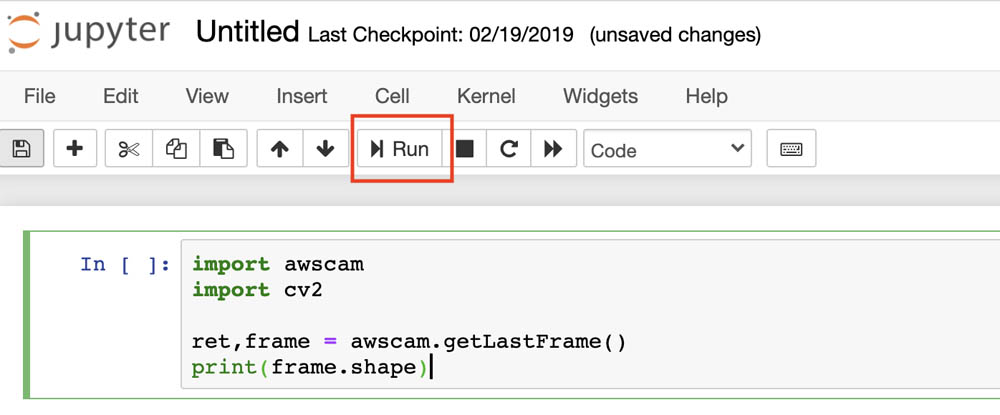 jupyter Untitled Last Checkpoint: 02/19/2019 (unsaved changes)
File Edit View Insert Cell Kernel Widgets Help
Run Code
In [ ]: import awscam
import cv2
ret,frame = awscam.getLastFrame()
print(frame.shape)